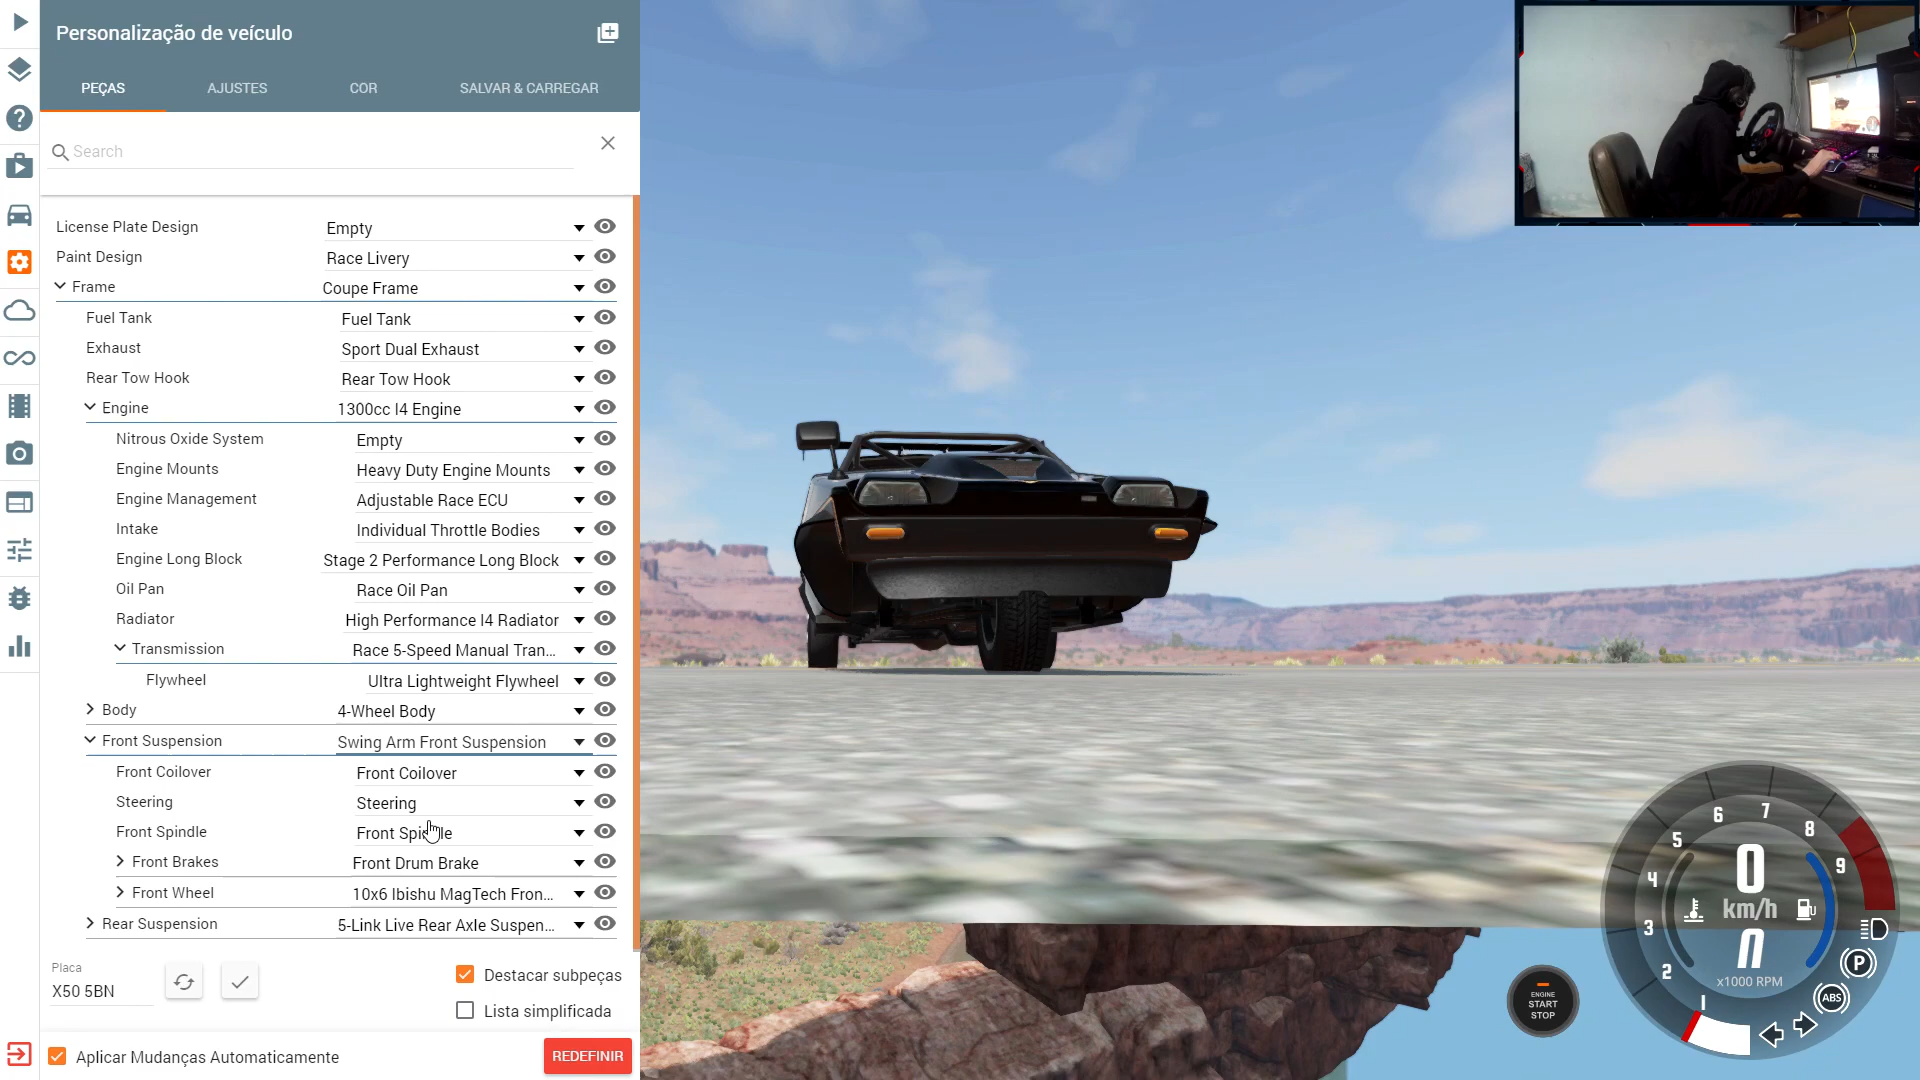 Personalização de veículo
PEÇAS AJUSTES COR SALVAR & CARREGAR
Search
License Plate Design Empty
Paint Design Race Livery
Frame Coupe Frame
Fuel Tank Fuel Tank
Exhaust Sport Dual Exhaust
Rear Tow Hook Rear Tow Hook
Engine 1300cc I4 Engine
Nitrous Oxide System Empty
Engine Mounts Heavy Duty Engine Mounts
Engine Management Adjustable Race ECU
Intake Individual Throttle Bodies
Engine Long Block Stage 2 Performance Long Block
Oil Pan Race Oil Pan
Radiator High Performance I4 Radiator
Transmission Race 5-Speed Manual Tran...
Flywheel Ultra Lightweight Flywheel
Body 4-Wheel Body
Front Suspension Swing Arm Front Suspension
Front Coilover Front Coilover
Steering Steering
Front Spindle Front Spindle
Front Brakes Front Drum Brake
Front Wheel 10x6 Ibishu MagTech Fron...
Rear Suspension 5-Link Live Rear Axle Suspen...
Placa
X50 5BN
Destacar subpeças
Lista simplificada
Aplicar Mudanças Automaticamente
REDEFINIR
ENGINE
START
STOP
1 2 3 4 5 6 7 8 9
0
km/h
n
x1000 RPM
P
ABS